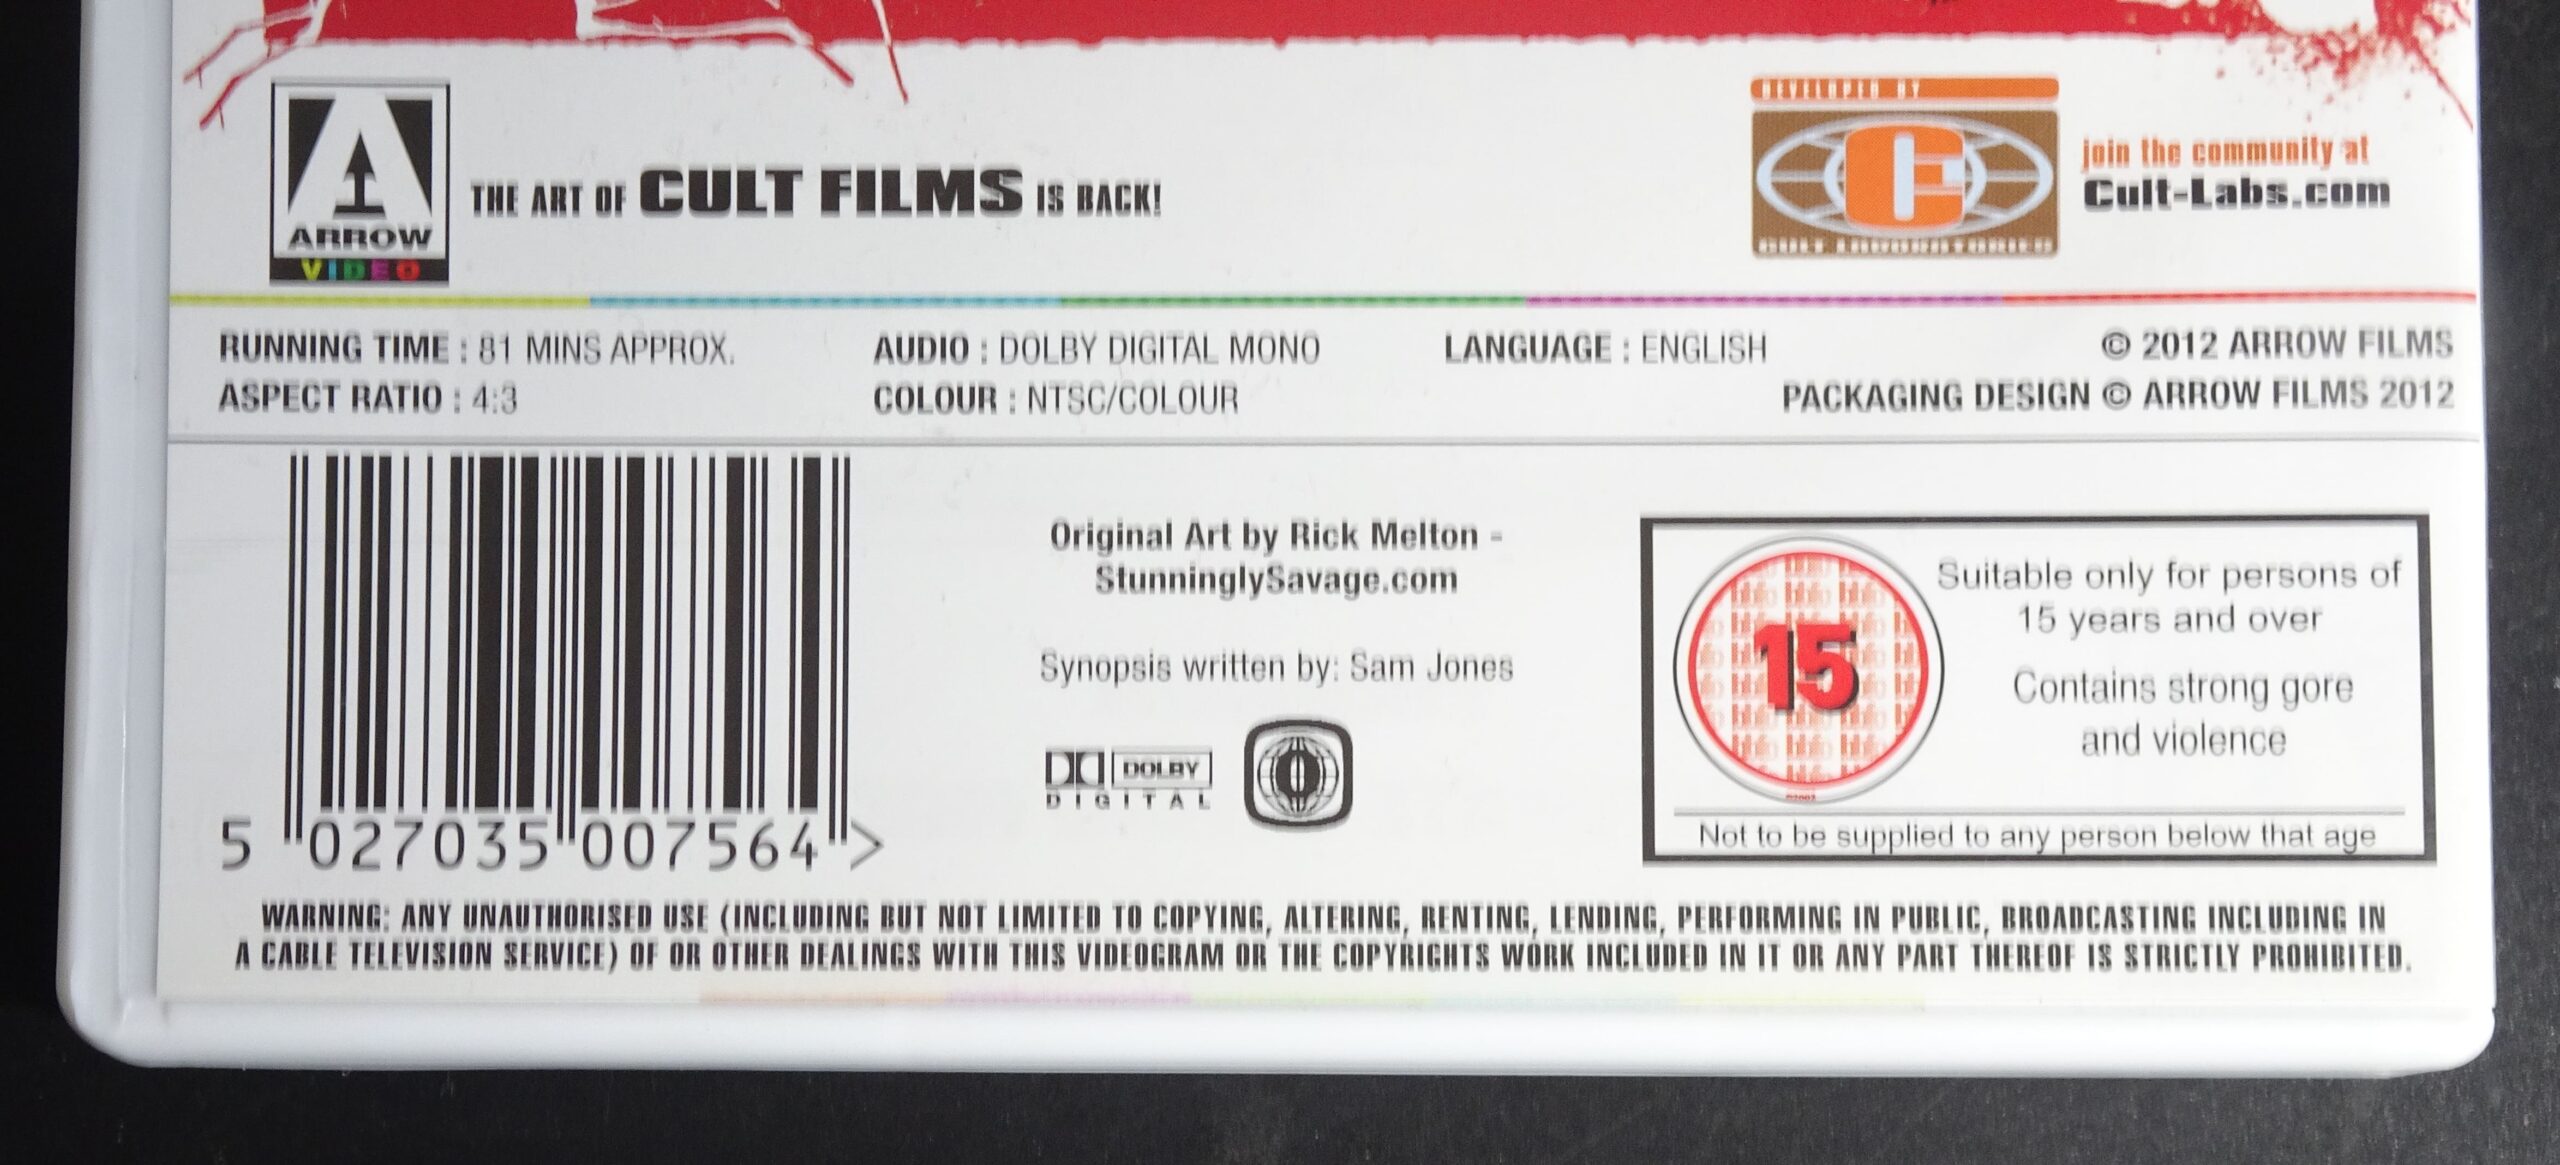 ARROW
VIDEO
THE ART OF CULT FILMS IS BACK!
DEVELOPED BY
CULT LABORATORIES
join the community at
Cult-Labs.com
RUNNING TIME : 81 MINS APPROX.
AUDIO : DOLBY DIGITAL MONO
LANGUAGE : ENGLISH
© 2012 ARROW FILMS
ASPECT RATIO : 4:3
COLOUR : NTSC/COLOUR
PACKAGING DESIGN © ARROW FILMS 2012
5 027035 007564 >
Original Art by Rick Melton -
StunninglySavage.com
Synopsis written by: Sam Jones
DOLBY
DIGITAL
0
15
Suitable only for persons of
15 years and over
Contains strong gore
and violence
Not to be supplied to any person below that age
WARNING: ANY UNAUTHORISED USE (INCLUDING BUT NOT LIMITED TO COPYING, ALTERING, RENTING, LENDING, PERFORMING IN PUBLIC, BROADCASTING INCLUDING IN
A CABLE TELEVISION SERVICE) OF OR OTHER DEALINGS WITH THIS VIDEOGRAM OR THE COPYRIGHTS WORK INCLUDED IN IT OR ANY PART THEREOF IS STRICTLY PROHIBITED.